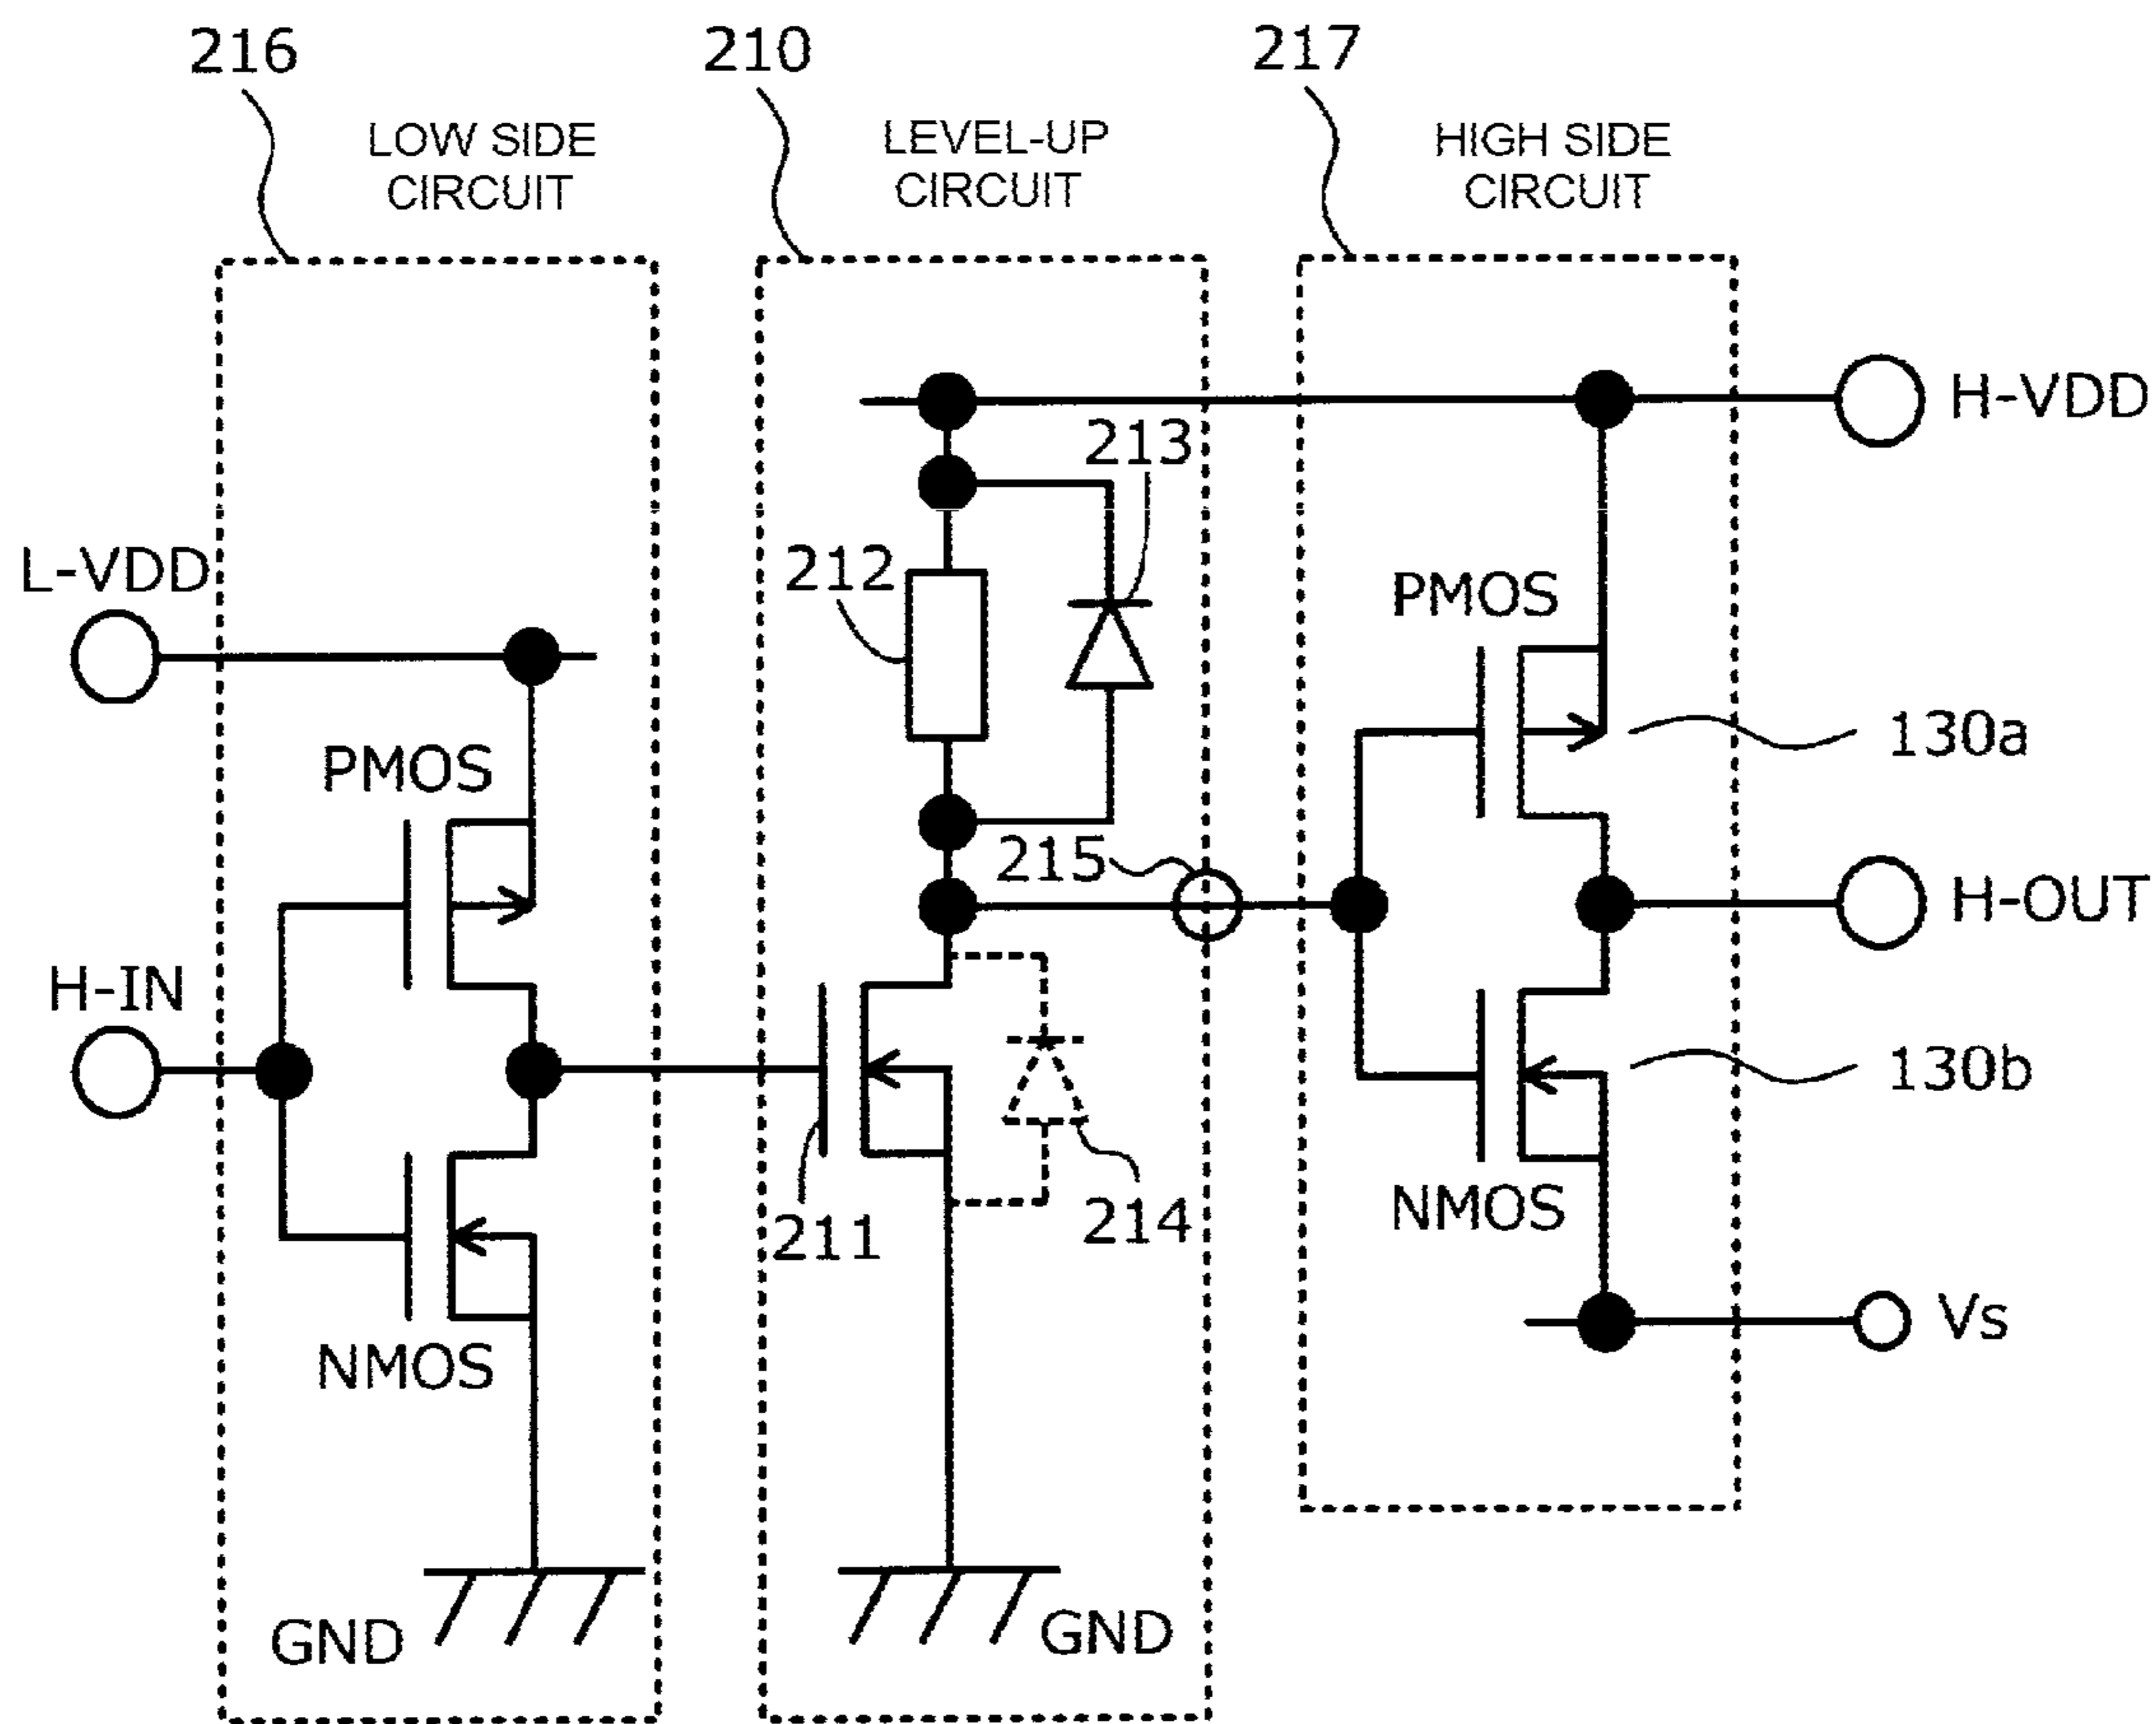 216
210
217
LOW SIDE
CIRCUIT
LEVEL-UP
CIRCUIT
HIGH SIDE
CIRCUIT
H-VDD
213
L-VDD
212
PMOS
130a
PMOS
215
H-OUT
H-IN
130b
211
214
NMOS
Vs
NMOS
GND
GND